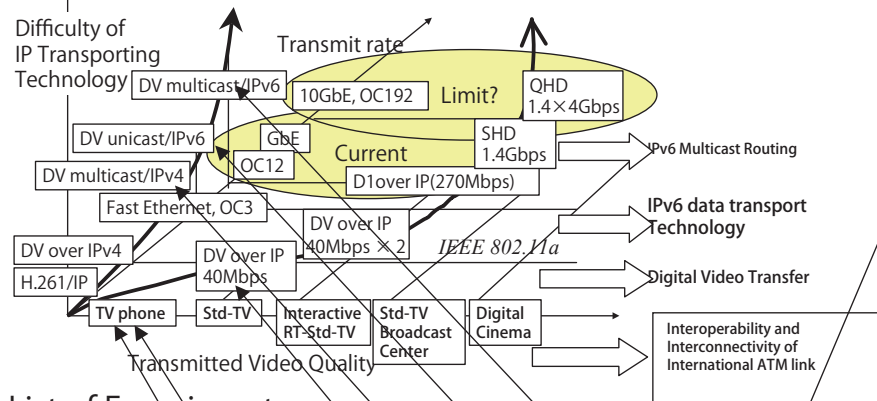 Difficulty of
IP Transporting
Technology
Transmit rate
DV multicast/IPv6
10GbE, OC192
Limit?
QHD
1.4×4Gbps
DV unicast/IPv6
GbE
SHD
1.4Gbps
OC12
Current
IPv6 Multicast Routing
DV multicast/IPv4
D1over IP(270Mbps)
Fast Ethernet, OC3
DV over IP
40Mbps × 2
IPv6 data transport
Technology
DV over IPv4
DV over IP
40Mbps
IEEE 802.11a
H.261/IP
Digital Video Transfer
TV phone
Std-TV
Interactive
RT-Std-TV
Std-TV
Broadcast
Center
Digital
Cinema
Interoperability and
Interconnectivity of
International ATM link
Transmitted Video Quality